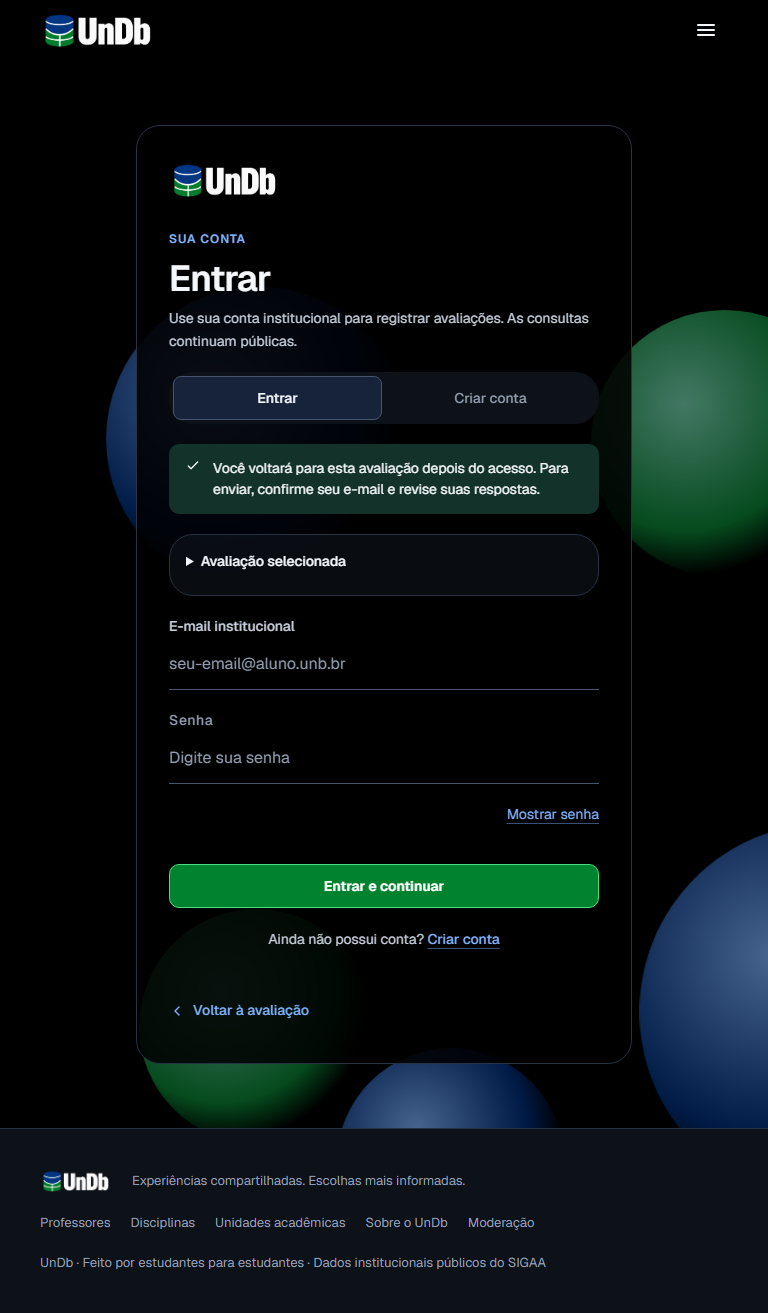 UnDb
UnDb
SUA CONTA
Entrar
Use sua conta institucional para registrar avaliações. As consultas
continuam públicas.
Entrar
Criar conta
Você voltará para esta avaliação depois do acesso. Para
enviar, confirme seu e-mail e revise suas respostas.
Avaliação selecionada
E-mail institucional
seu-email@aluno.unb.br
Senha
Digite sua senha
Mostrar senha
Entrar e continuar
Ainda não possui conta? Criar conta
Voltar à avaliação
UnDb
Experiências compartilhadas. Escolhas mais informadas.
Professores Disciplinas Unidades acadêmicas Sobre o UnDb Moderação
UnDb · Feito por estudantes para estudantes · Dados institucionais públicos do SIGAA